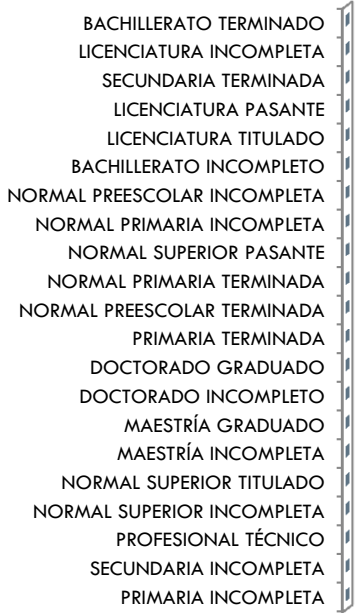 BACHILLERATO TERMINADO
LICENCIATURA INCOMPLETA
SECUNDARIA TERMINADA
LICENCIATURA PASANTE
LICENCIATURA TITULADO
BACHILLERATO INCOMPLETO
NORMAL PREESCOLAR INCOMPLETA
NORMAL PRIMARIA INCOMPLETA
NORMAL SUPERIOR PASANTE
NORMAL PRIMARIA TERMINADA
NORMAL PREESCOLAR TERMINADA
PRIMARIA TERMINADA
DOCTORADO GRADUADO
DOCTORADO INCOMPLETO
MAESTRÍA GRADUADO
MAESTRÍA INCOMPLETA
NORMAL SUPERIOR TITULADO
NORMAL SUPERIOR INCOMPLETA
PROFESIONAL TÉCNICO
SECUNDARIA INCOMPLETA
PRIMARIA INCOMPLETA